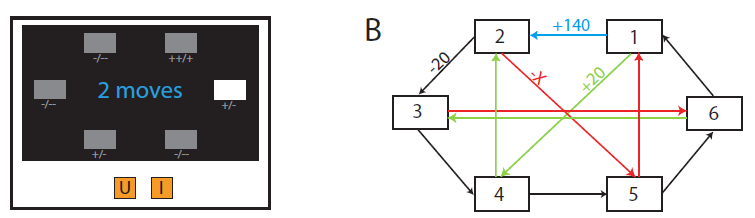 -/-- ++/+
-/-- 2 moves +/-
+/- -/--
U I
B
2 +140 1
-20 -X +20
3 6
4 5